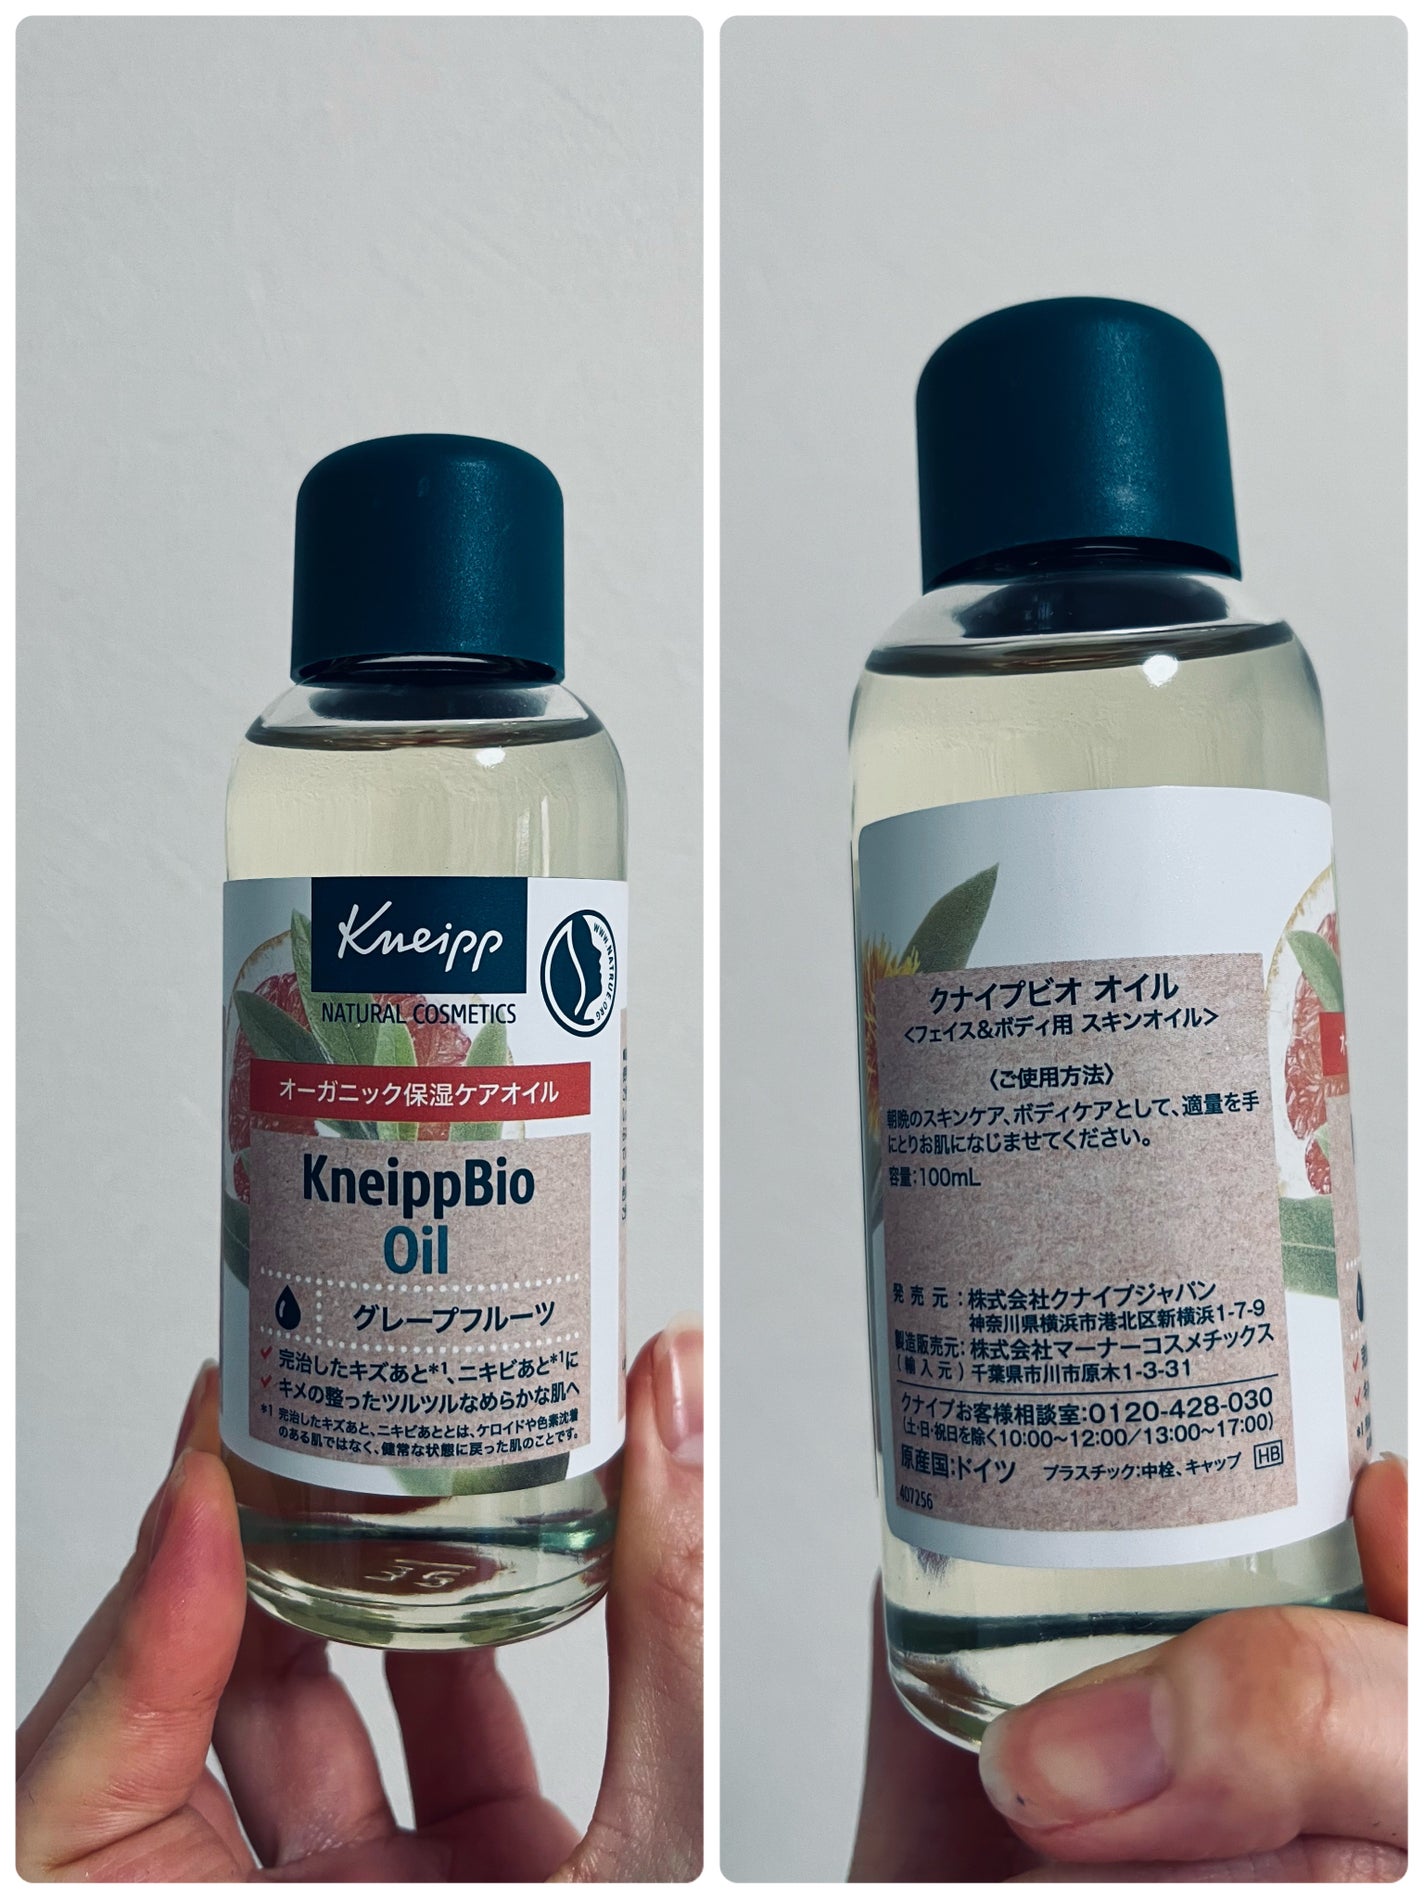 Kneipp
NATURAL COSMETICS
WWW.NATRUE.ORG
オーガニック保湿ケアオイル
KneippBio
Oil
グレープフルーツ
完治したキズあと*1、ニキビあと*1に
キメの整ったツルツルなめらかな肌へ
*1 完治したキズあと、ニキビあととは、ケロイドや色素沈着
のある肌ではなく、健常な状態に戻った肌のことです。
35
クナイプビオ オイル
<フェイス&ボディ用 スキンオイル>
〈ご使用方法〉
朝晩のスキンケア、ボディケアとして、適量を手
にとりお肌になじませてください。
容量:100mL
発売元:株式会社クナイプジャパン
神奈川県横浜市港北区新横浜1-7-9
製造販売元:株式会社マーナーコスメチックス
(輸入元)千葉県市川市原木1-3-31
クナイプお客様相談室:0120-428-030
(土・日・祝日を除く10:00~12:00/13:00~17:00)
原産国:ドイツ プラスチック:中栓、キャップ HB
407256